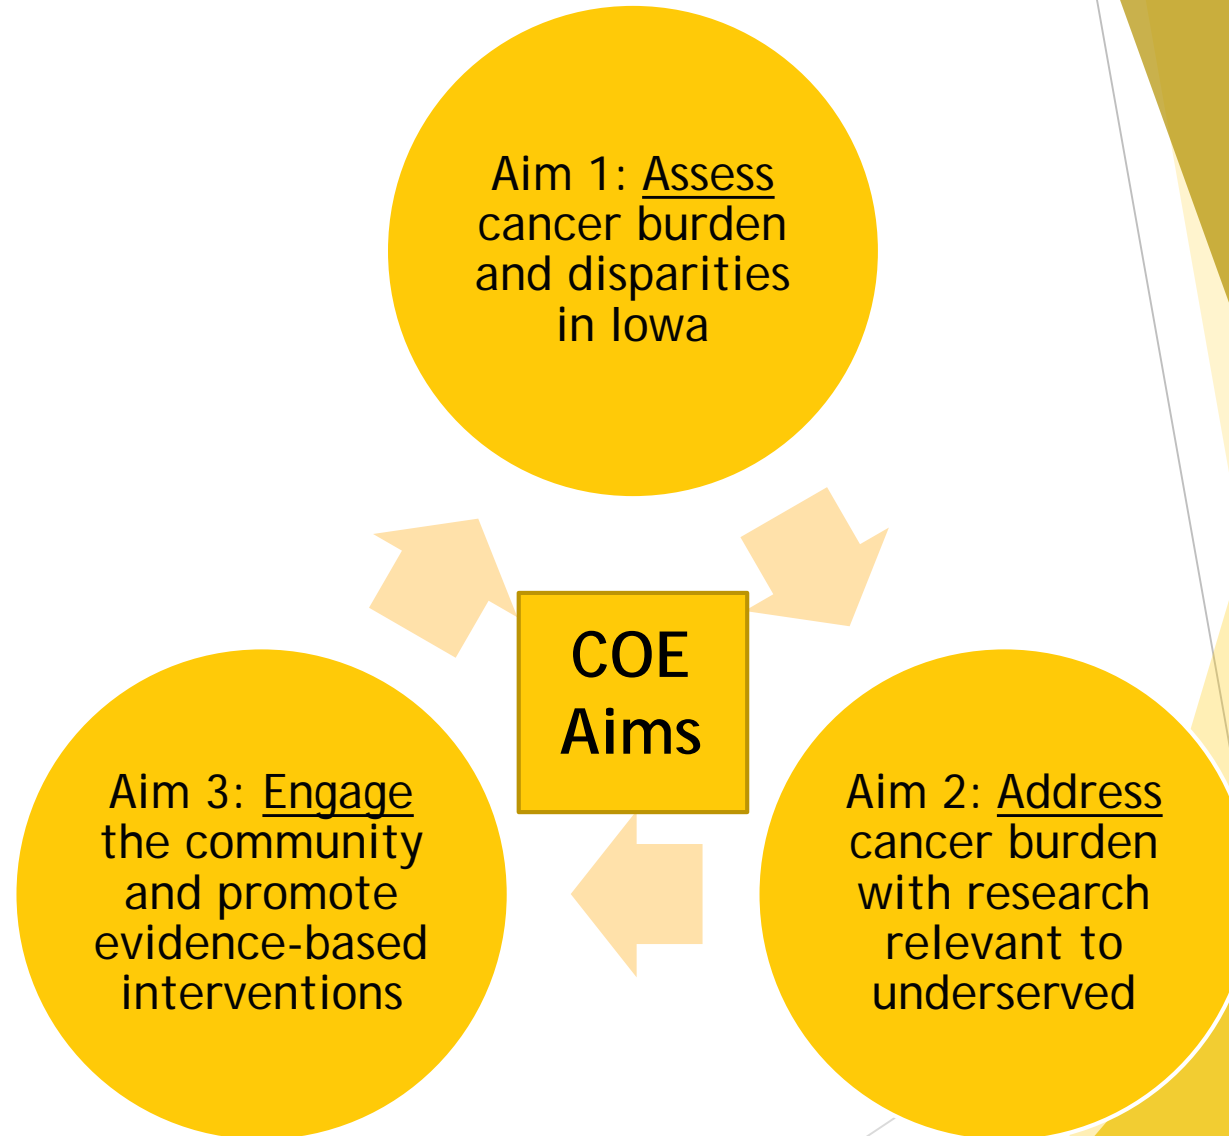 Aim 1: Assess
cancer burden
and disparities
in Iowa
COE
Aims
Aim 3: Engage
the community
and promote
evidence-based
interventions
Aim 2: Address
cancer burden
with research
relevant to
underserved